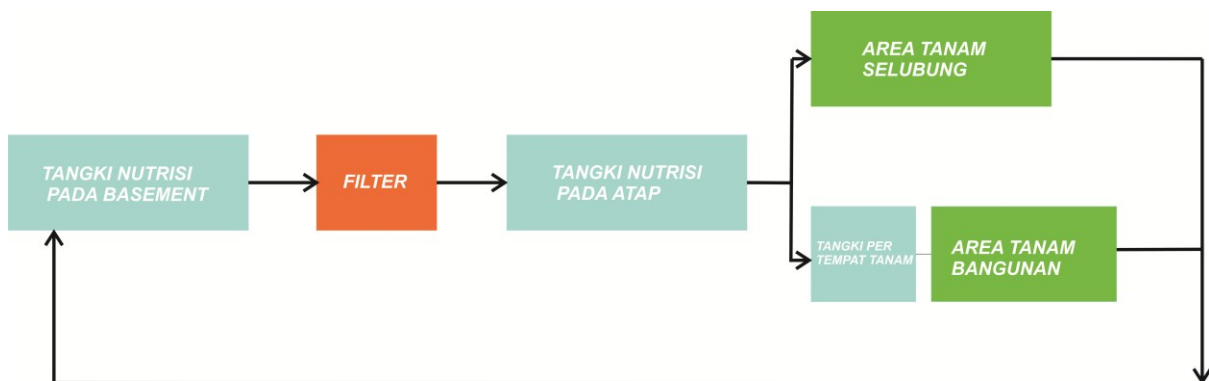 TANGKI NUTRISI
PADA BASEMENT
FILTER
TANGKI NUTRISI
PADA ATAP
AREA TANAM
SELUBUNG
TANGKI PER
TEMPAT TANAM
AREA TANAM
BANGUNAN